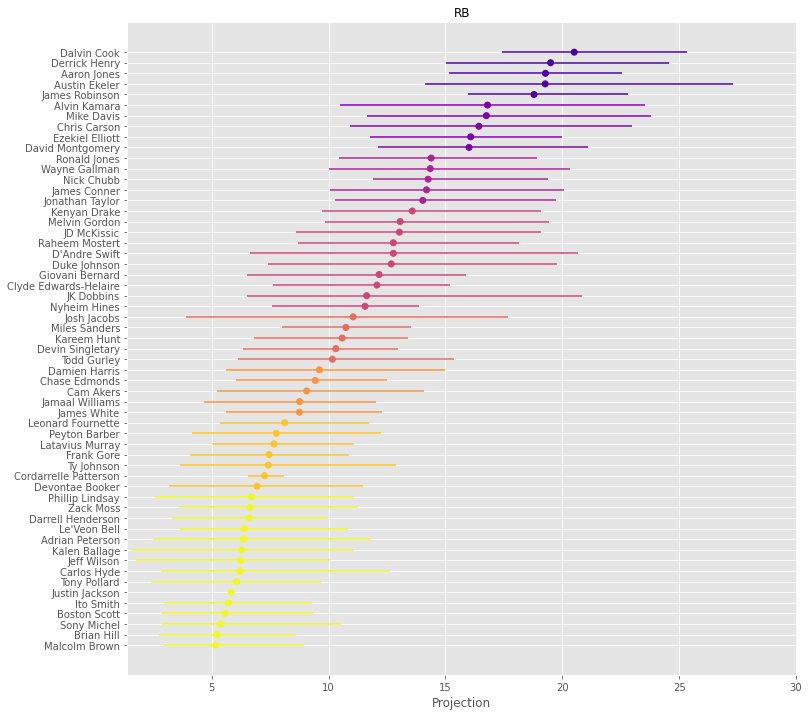 RB
Dalvin Cook
Derrick Henry
Aaron Jones
Austin Ekeler
James Robinson
Alvin Kamara
Mike Davis
Chris Carson
Ezekiel Elliott
David Montgomery
Ronald Jones
Wayne Gallman
Nick Chubb
James Conner
Jonathan Taylor
Kenyan Drake
Melvin Gordon
JD McKissic
Raheem Mostert
D'Andre Swift
Duke Johnson
Giovani Bernard
Clyde Edwards-Helaire
JK Dobbins
Nyheim Hines
Josh Jacobs
Miles Sanders
Kareem Hunt
Devin Singletary
Todd Gurley
Damien Harris
Chase Edmonds
Cam Akers
Jamaal Williams
James White
Leonard Fournette
Peyton Barber
Latavius Murray
Frank Gore
Ty Johnson
Cordarrelle Patterson
Devontae Booker
Phillip Lindsay
Zack Moss
Darrell Henderson
Le'Veon Bell
Adrian Peterson
Kalen Ballage
Jeff Wilson
Carlos Hyde
Tony Pollard
Justin Jackson
Ito Smith
Boston Scott
Sony Michel
Brian Hill
Malcolm Brown
5 10 15 20 25 30
Projection